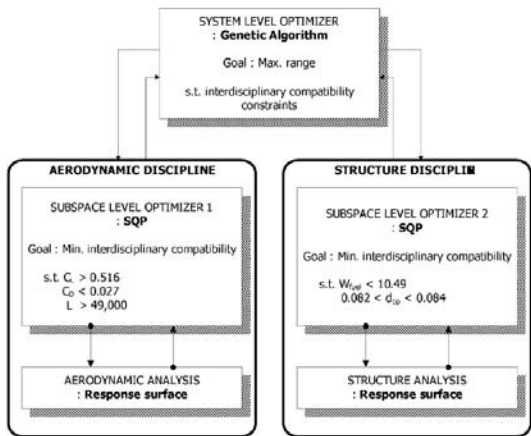 SYSTEM LEVEL OPTIMIZER
: Genetic Algorithm
Goal : Max. range
s.t. interdisciplinary compatibility
constraints
AERODYNAMIC DISCIPLINE
SUBSPACE LEVEL OPTIMIZER 1
: SQP
Goal : Min. interdisciplinary compatibility
s.t. C > 0.516
C_D < 0.027
L > 49,000
AERODYNAMIC ANALYSIS
: Response surface
STRUCTURE DISCIPLINE
SUBSPACE LEVEL OPTIMIZER 2
: SQP
Goal : Min. interdisciplinary compatibility
s.t. W_fuel < 10.49
0.082 < d < 0.084
STRUCTURE ANALYSIS
: Response surface